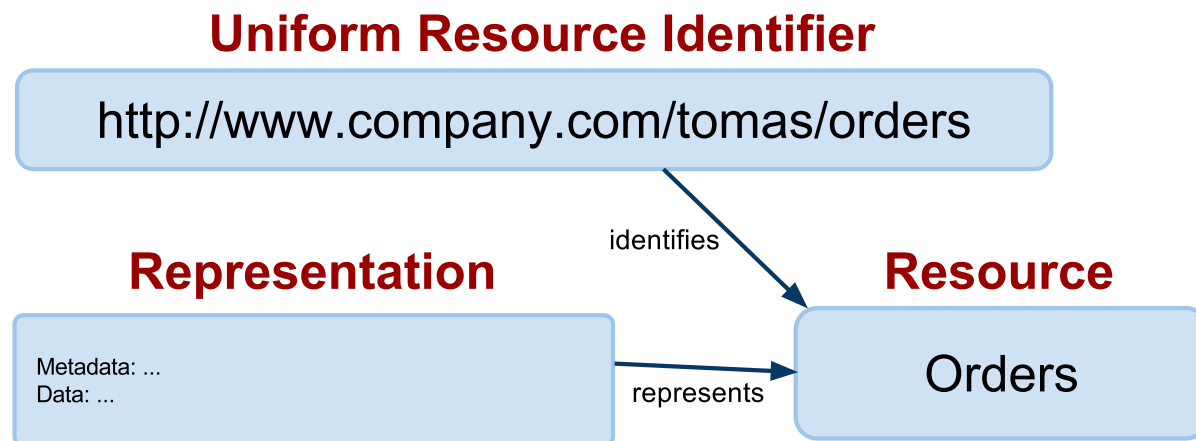 Uniform Resource Identifier
http://www.company.com/tomas/orders
identifies
Representation
Resource
Metadata: ...
Data: ...
represents
Orders